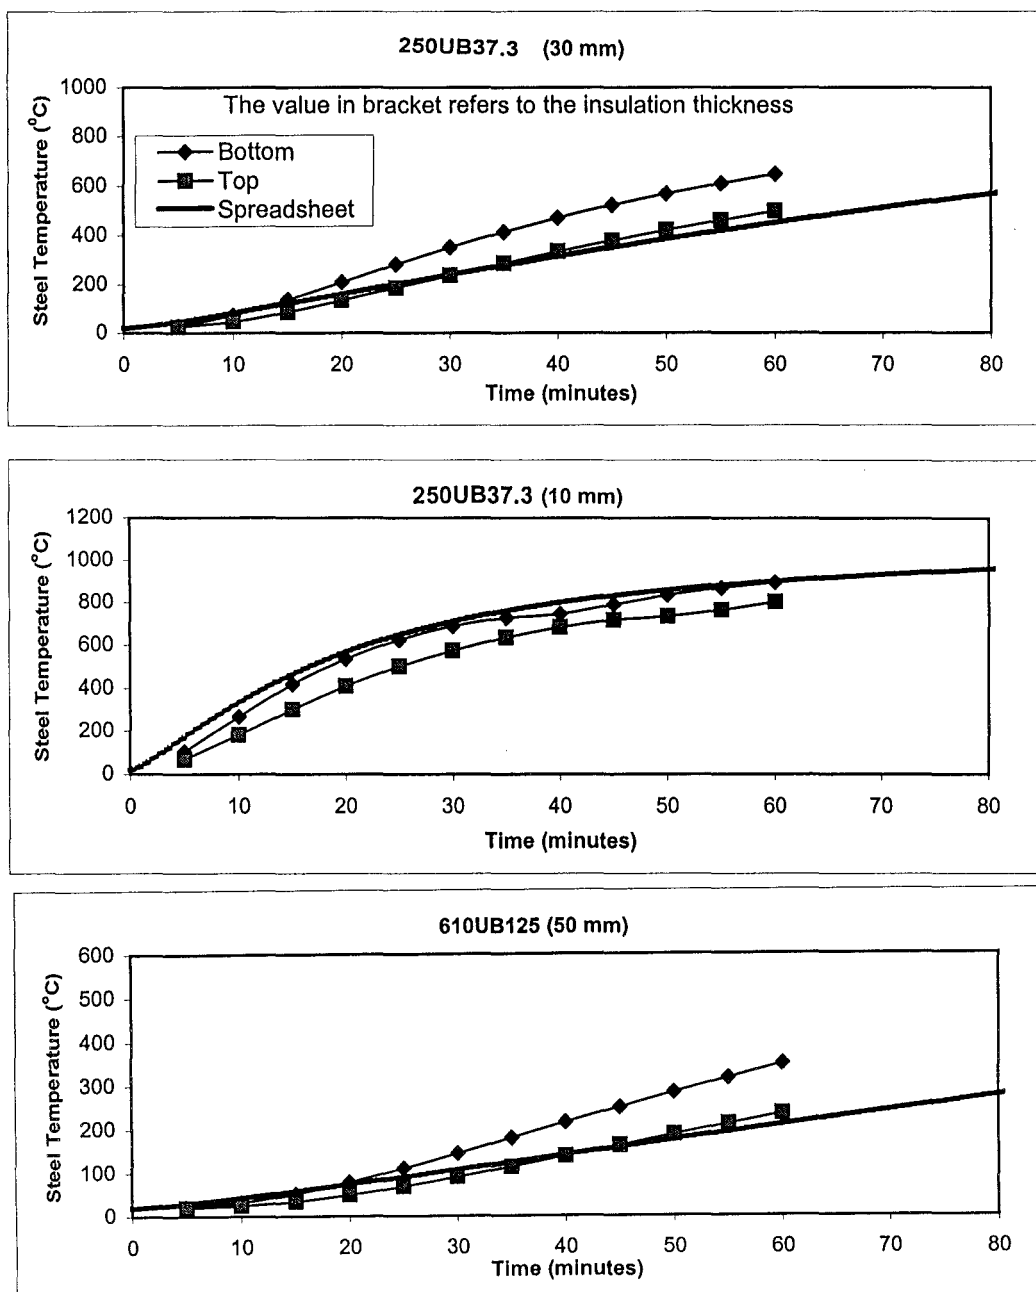 250UB37.3 (30 mm)
The value in bracket refers to the insulation thickness
Steel Temperature (°C)
1000
800
600
400
200
0
Bottom
Top
Spreadsheet
0 10 20 30 40 50 60 70 80
Time (minutes)
250UB37.3 (10 mm)
Steel Temperature (°C)
1200
1000
800
600
400
200
0
0 10 20 30 40 50 60 70 80
Time (minutes)
610UB125 (50 mm)
Steel Temperature (°C)
600
500
400
300
200
100
0
0 10 20 30 40 50 60 70 80
Time (minutes)